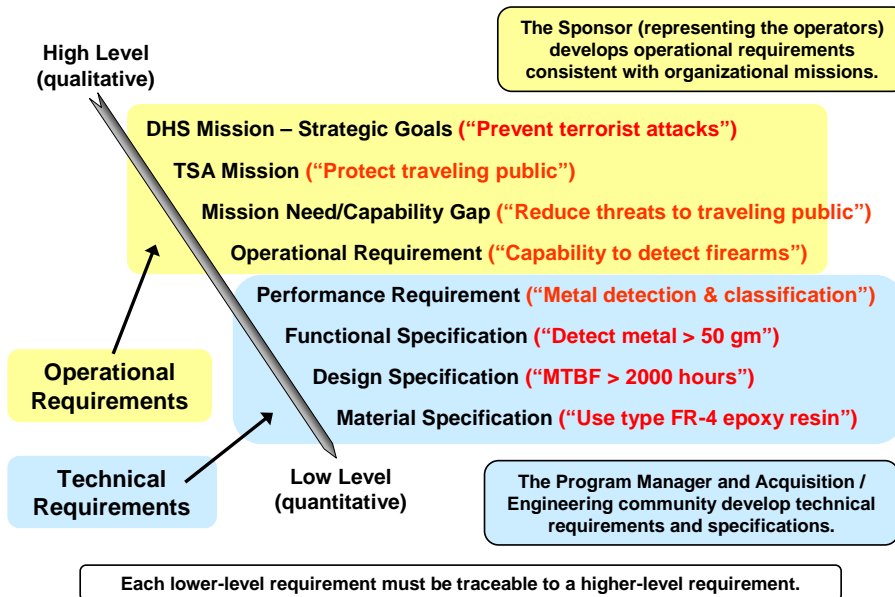 The Sponsor (representing the operators)
develops operational requirements
consistent with organizational missions.
High Level
(qualitative)
DHS Mission – Strategic Goals (“Prevent terrorist attacks”)
TSA Mission (“Protect traveling public”)
Mission Need/Capability Gap (“Reduce threats to traveling public”)
Operational Requirement (“Capability to detect firearms”)
Performance Requirement (“Metal detection & classification”)
Functional Specification (“Detect metal > 50 gm”)
Design Specification (“MTBF > 2000 hours”)
Material Specification (“Use type FR-4 epoxy resin”)
Operational
Requirements
Technical
Requirements
Low Level
(quantitative)
The Program Manager and Acquisition /
Engineering community develop technical
requirements and specifications.
Each lower-level requirement must be traceable to a higher-level requirement.